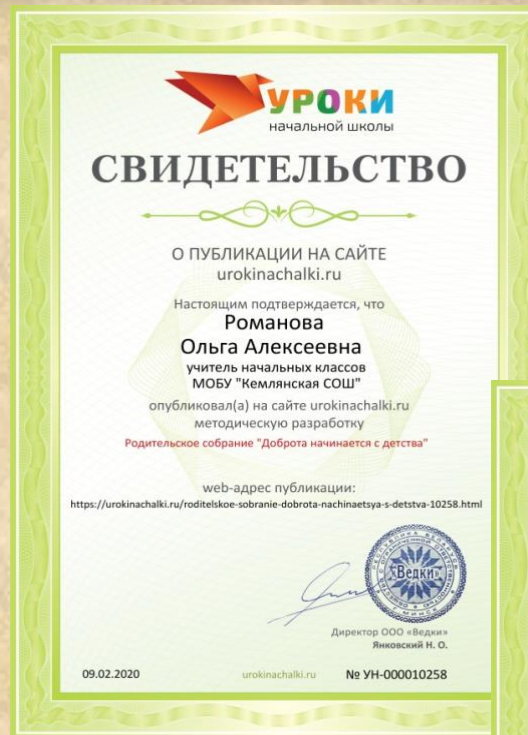 УРОКИ
начальной школы
СВИДЕТЕЛЬСТВО
О ПУБЛИКАЦИИ НА САЙТЕ
urokinachalki.ru
Настоящим подтверждается, что
Романова
Ольга Алексеевна
учитель начальных классов
МОБУ "Кемлянская СОШ"
опубликовал(а) на сайте urokinachalki.ru
методическую разработку
Родительское собрание "Доброта начинается с детства"
web-адрес публикации:
https://urokinachalki.ru/roditelskoe-sobranie-dobrota-nachinaetsya-s-detstva-10258.html
«Ведки»
Директор ООО «Ведки»
Янковский Н. О.
09.02.2020
urokinachalki.ru
№ УН-000010258